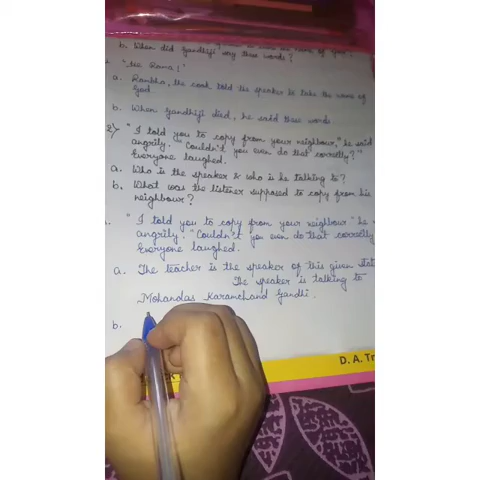 b. When did Gandhiji say these words?
"He Rama!"
a. Rambha, the cook told the speaker to take the name of
God
b. When Gandhiji died, he said these words
2) "I told you to copy from your neighbour," he said
angrily. "Couldn't you even do that correctly?"
Everyone laughed.
a. Who is the speaker & who is he talking to?
b. What was the listener supposed to copy from his
neighbour?
"I told you to copy from your neighbour" he
angrily. "Couldn't you even do that correctly
Everyone laughed.
a. The teacher is the speaker of this given
The speaker is talking to
Mohandas Karamchand Gandhi.
b.
D. A. Tr